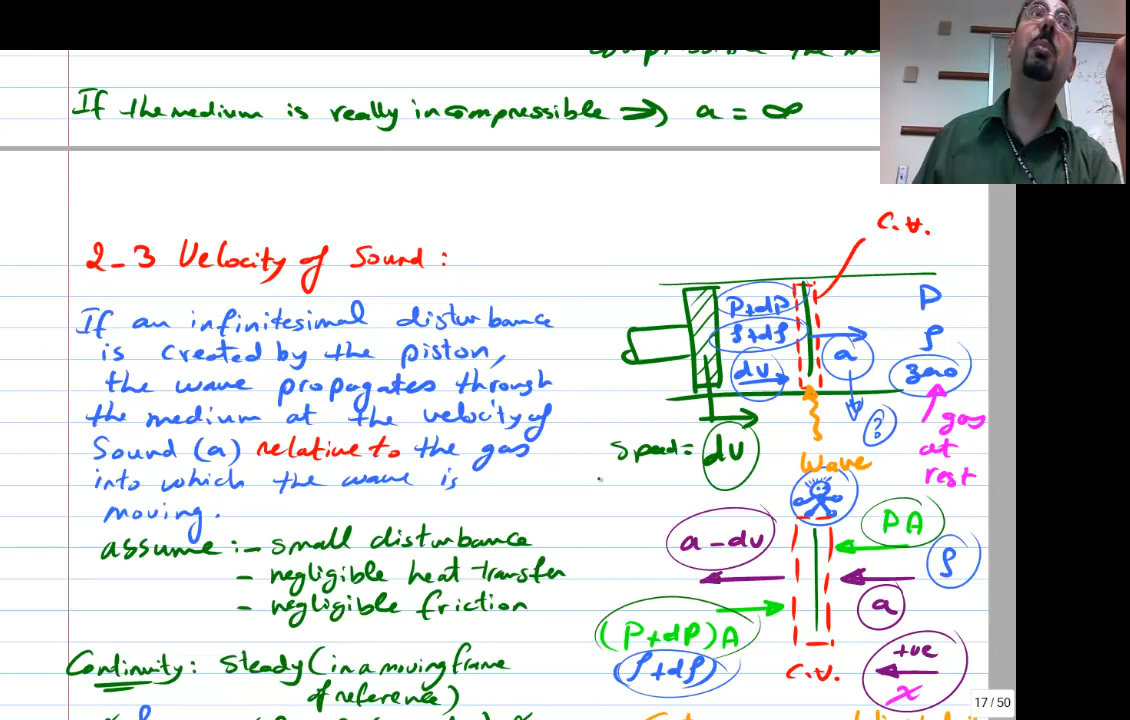 If the medium is really incompressible => a = ∞
2-3 Velocity of Sound :
C.V.
If an infinitesimal disturbance
is created by the piston,
the wave propagates through
the medium at the velocity of
Sound (a) relative to the gas
into which the wave is
moving.
P+dP
ρ+dρ
dv
a
?
P
ρ
zero
gas
at
rest
Speed = dv
Wave
assume :- small disturbance
- negligible heat transfer
- negligible friction
a-dv
PA
ρ
a
(P+dP)A
(ρ+dρ)
C.V.
+ve
x
Continuity: Steady (in a moving frame
of reference)
17 / 50